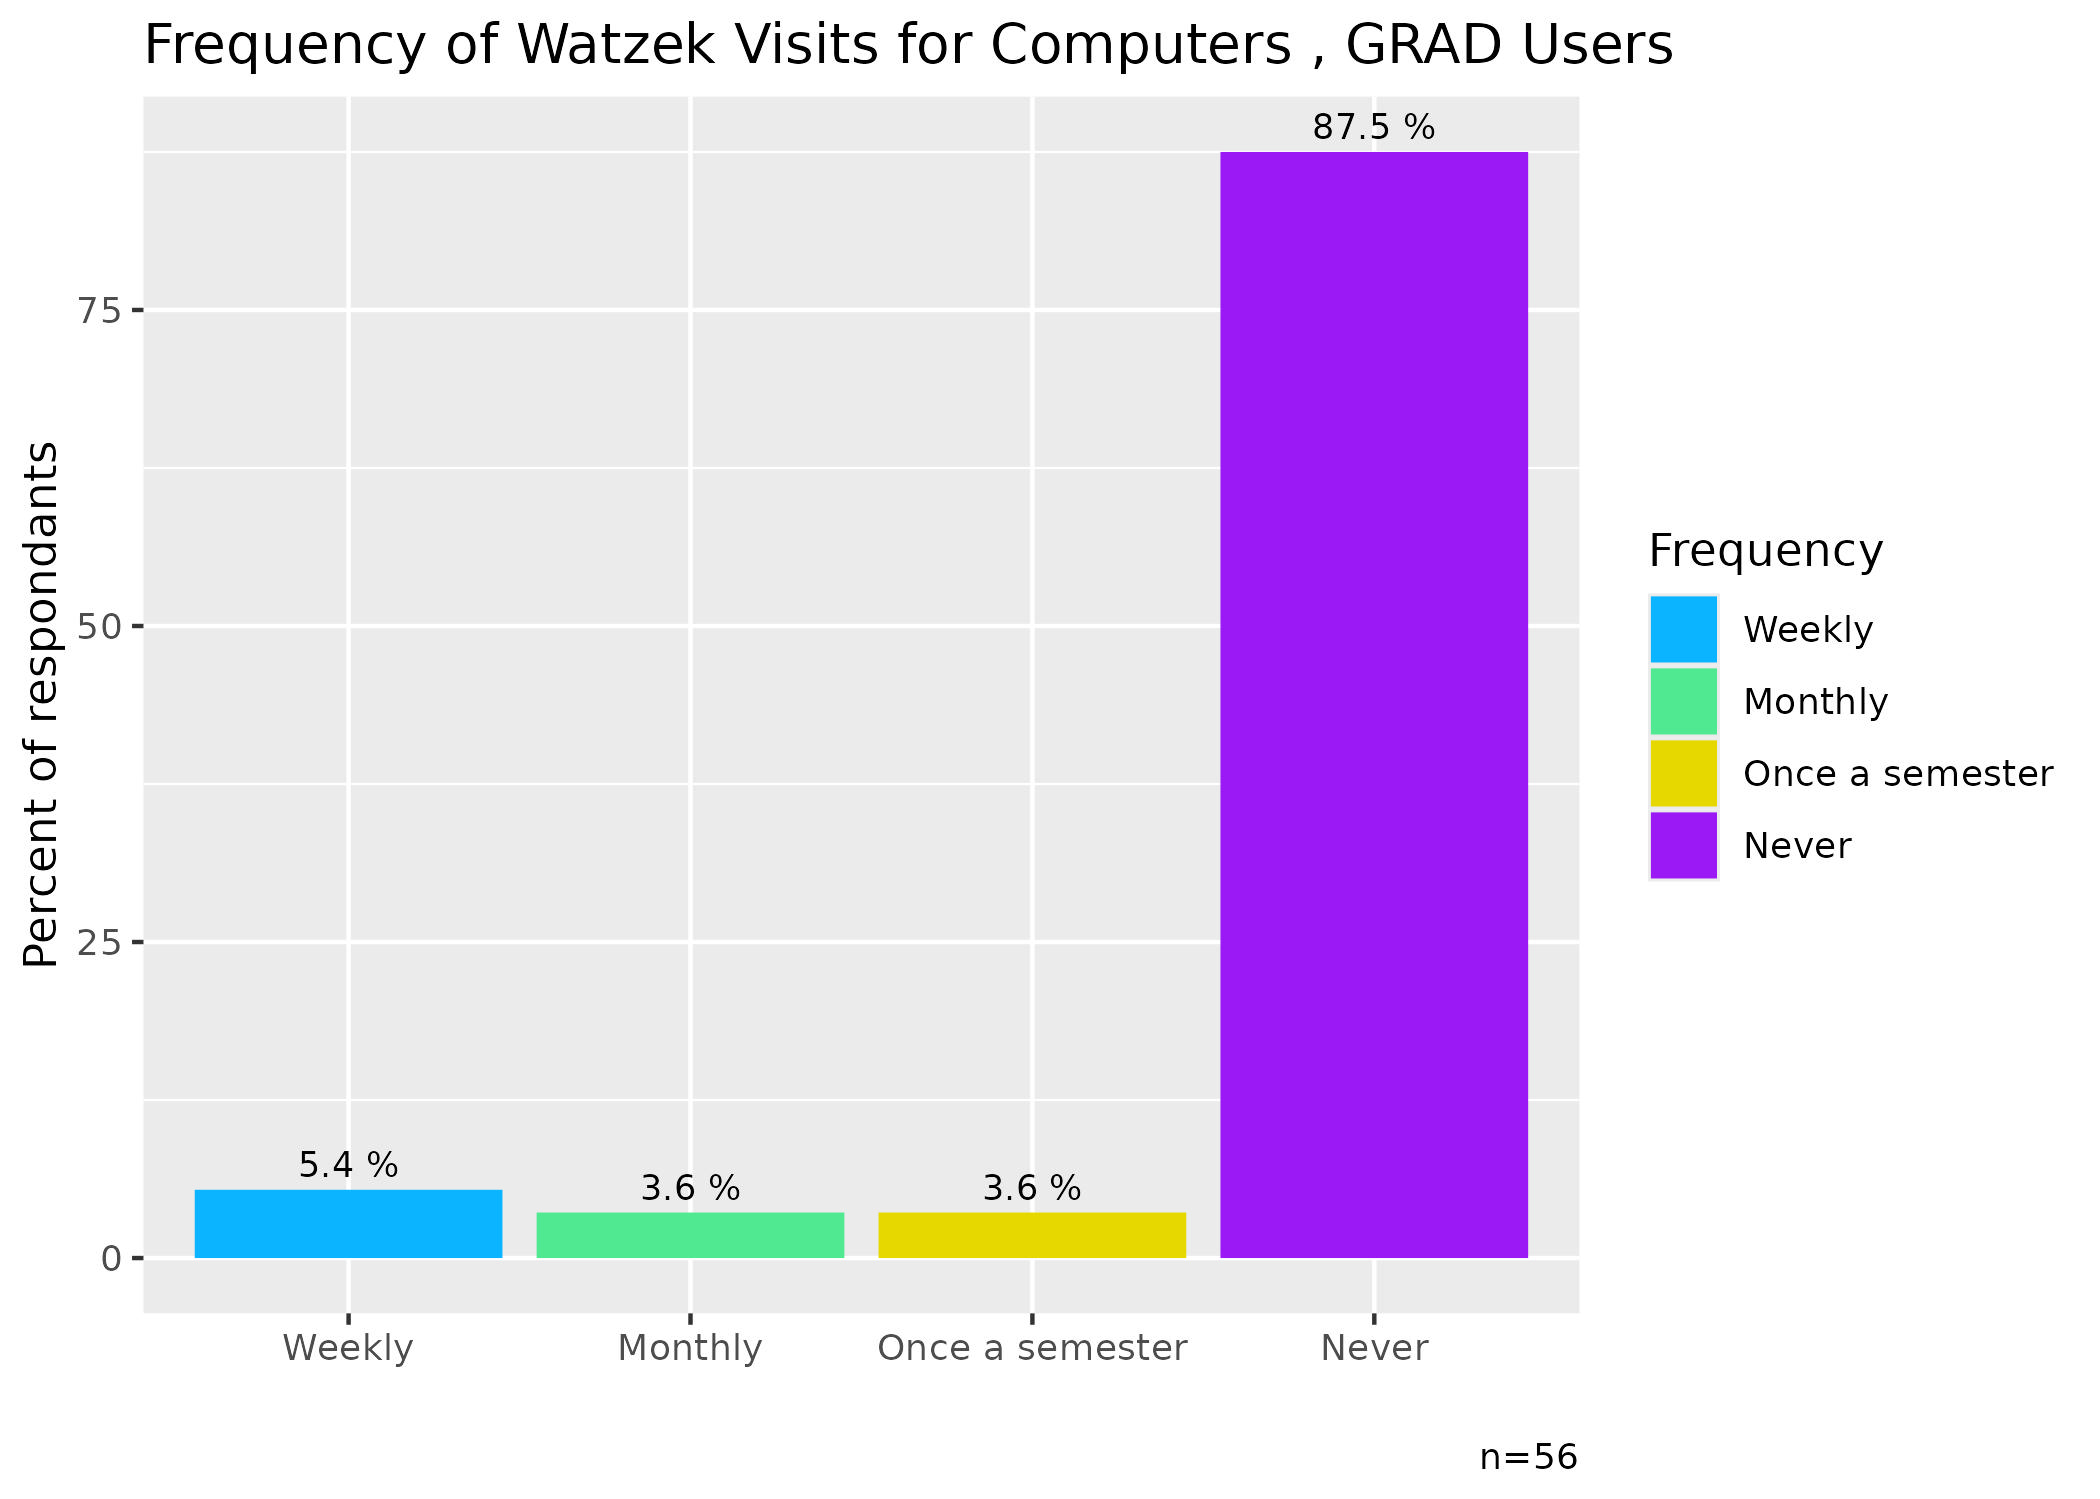 Frequency of Watzek Visits for Computers , GRAD Users
Percent of respondants
75
50
25
0
5.4 %
3.6 %
3.6 %
87.5 %
Weekly
Monthly
Once a semester
Never
Frequency
Weekly
Monthly
Once a semester
Never
n=56